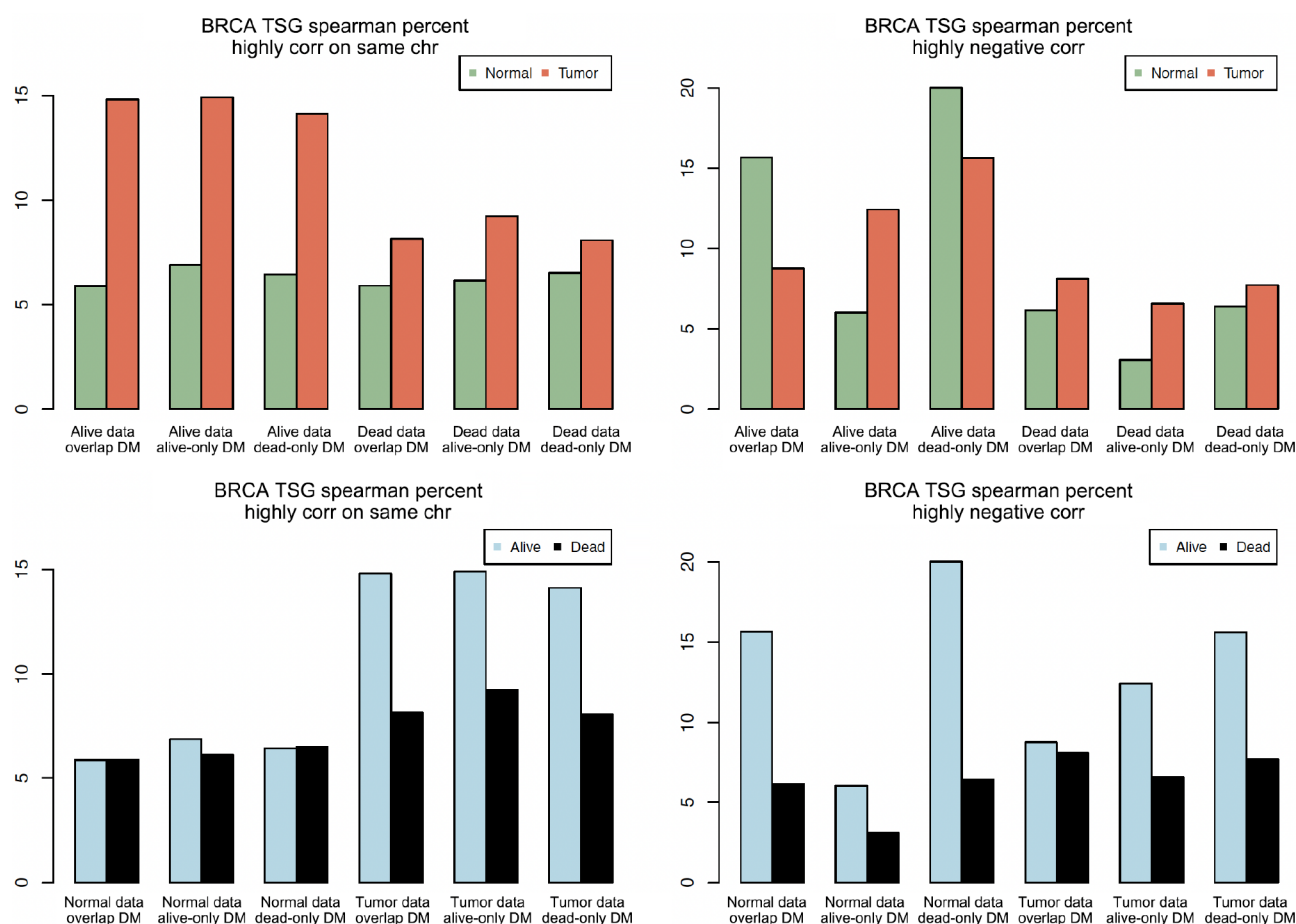 BRCA TSG spearman percent
highly corr on same chr
Normal Tumor
15
10
5
0
Alive data overlap DM
Alive data alive-only DM
Alive data dead-only DM
Dead data overlap DM
Dead data alive-only DM
Dead data dead-only DM
BRCA TSG spearman percent
highly negative corr
Normal Tumor
20
15
10
5
0
Alive data overlap DM
Alive data alive-only DM
Alive data dead-only DM
Dead data overlap DM
Dead data alive-only DM
Dead data dead-only DM
BRCA TSG spearman percent
highly corr on same chr
Alive Dead
15
10
5
0
Normal data overlap DM
Normal data alive-only DM
Normal data dead-only DM
Tumor data overlap DM
Tumor data alive-only DM
Tumor data dead-only DM
BRCA TSG spearman percent
highly negative corr
Alive Dead
20
15
10
5
0
Normal data overlap DM
Normal data alive-only DM
Normal data dead-only DM
Tumor data overlap DM
Tumor data alive-only DM
Tumor data dead-only DM